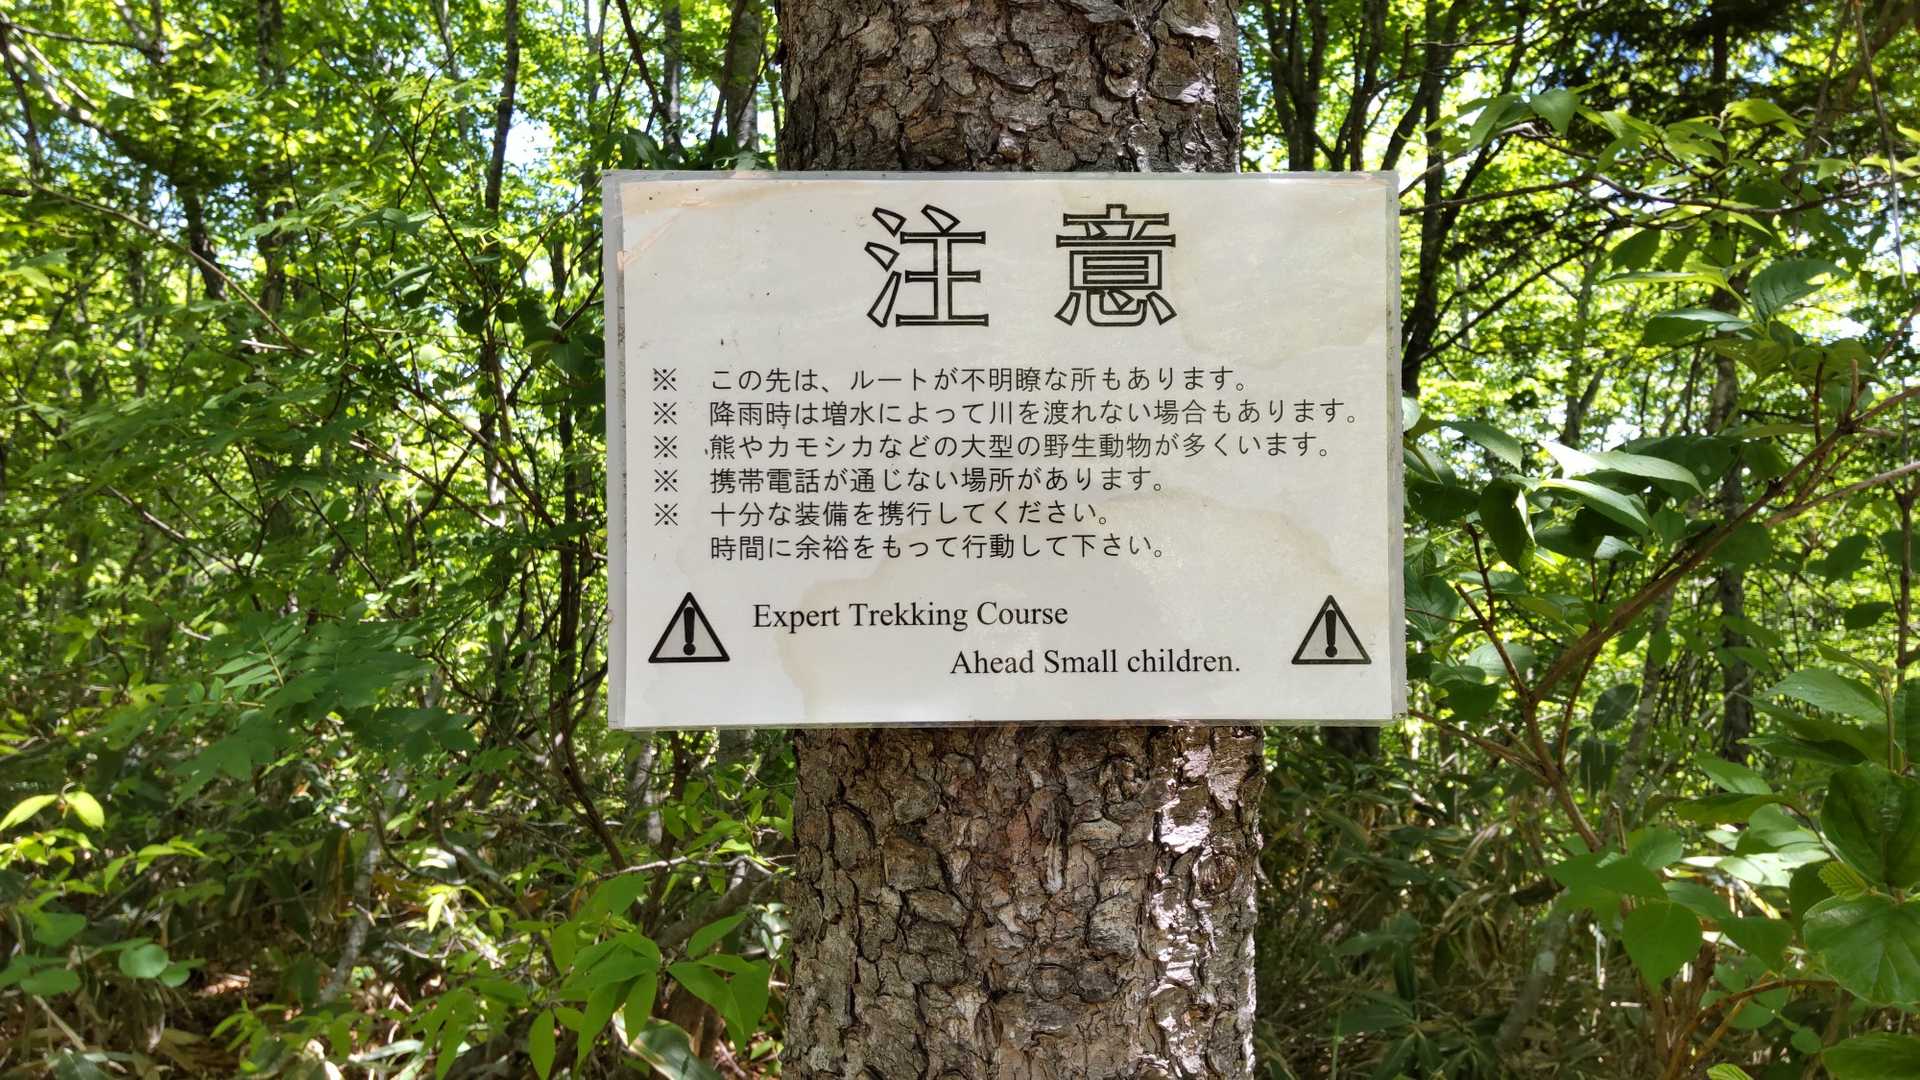 注意
※ この先は、ルートが不明瞭な所もあります。
※ 降雨時は増水によって川を渡れない場合もあります。
※ 熊やカモシカなどの大型の野生動物が多くいます。
※ 携帯電話が通じない場所があります。
※ 十分な装備を携行してください。
時間に余裕をもって行動して下さい。
Expert Trekking Course
Ahead Small children.